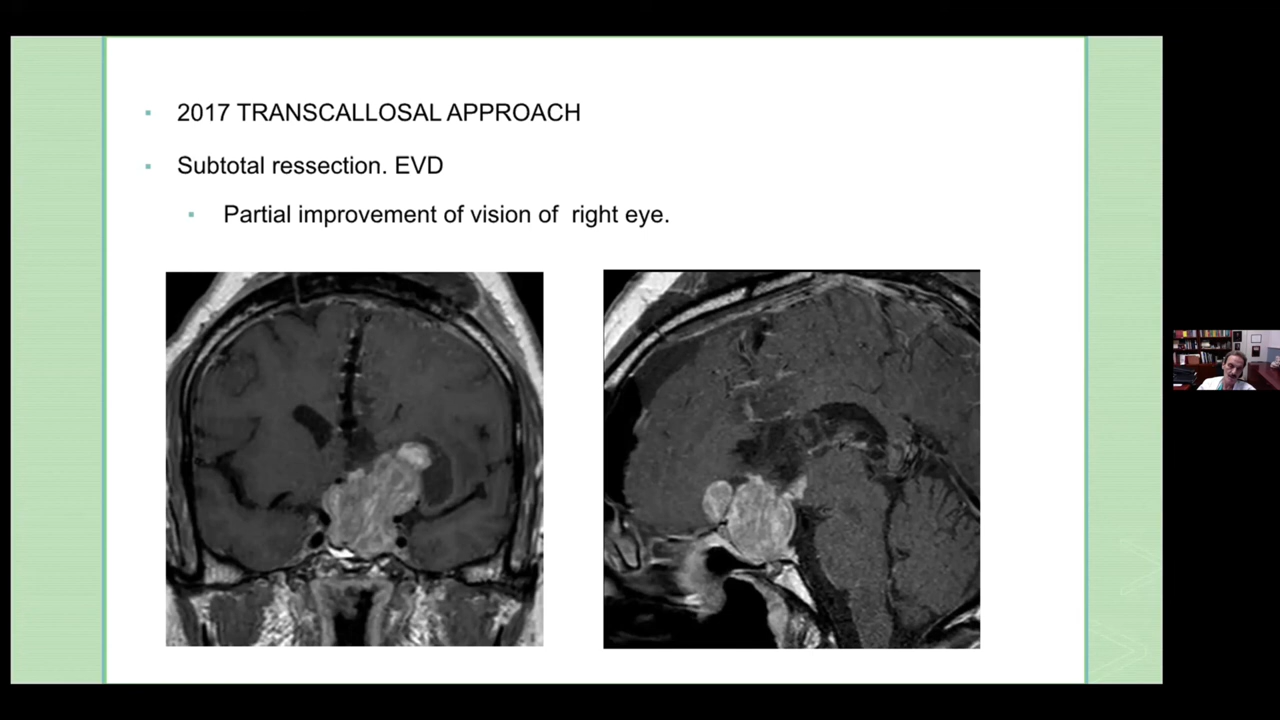 2017 TRANSCALLOSAL APPROACH
Subtotal ressection. EVD
Partial improvement of vision of right eye.